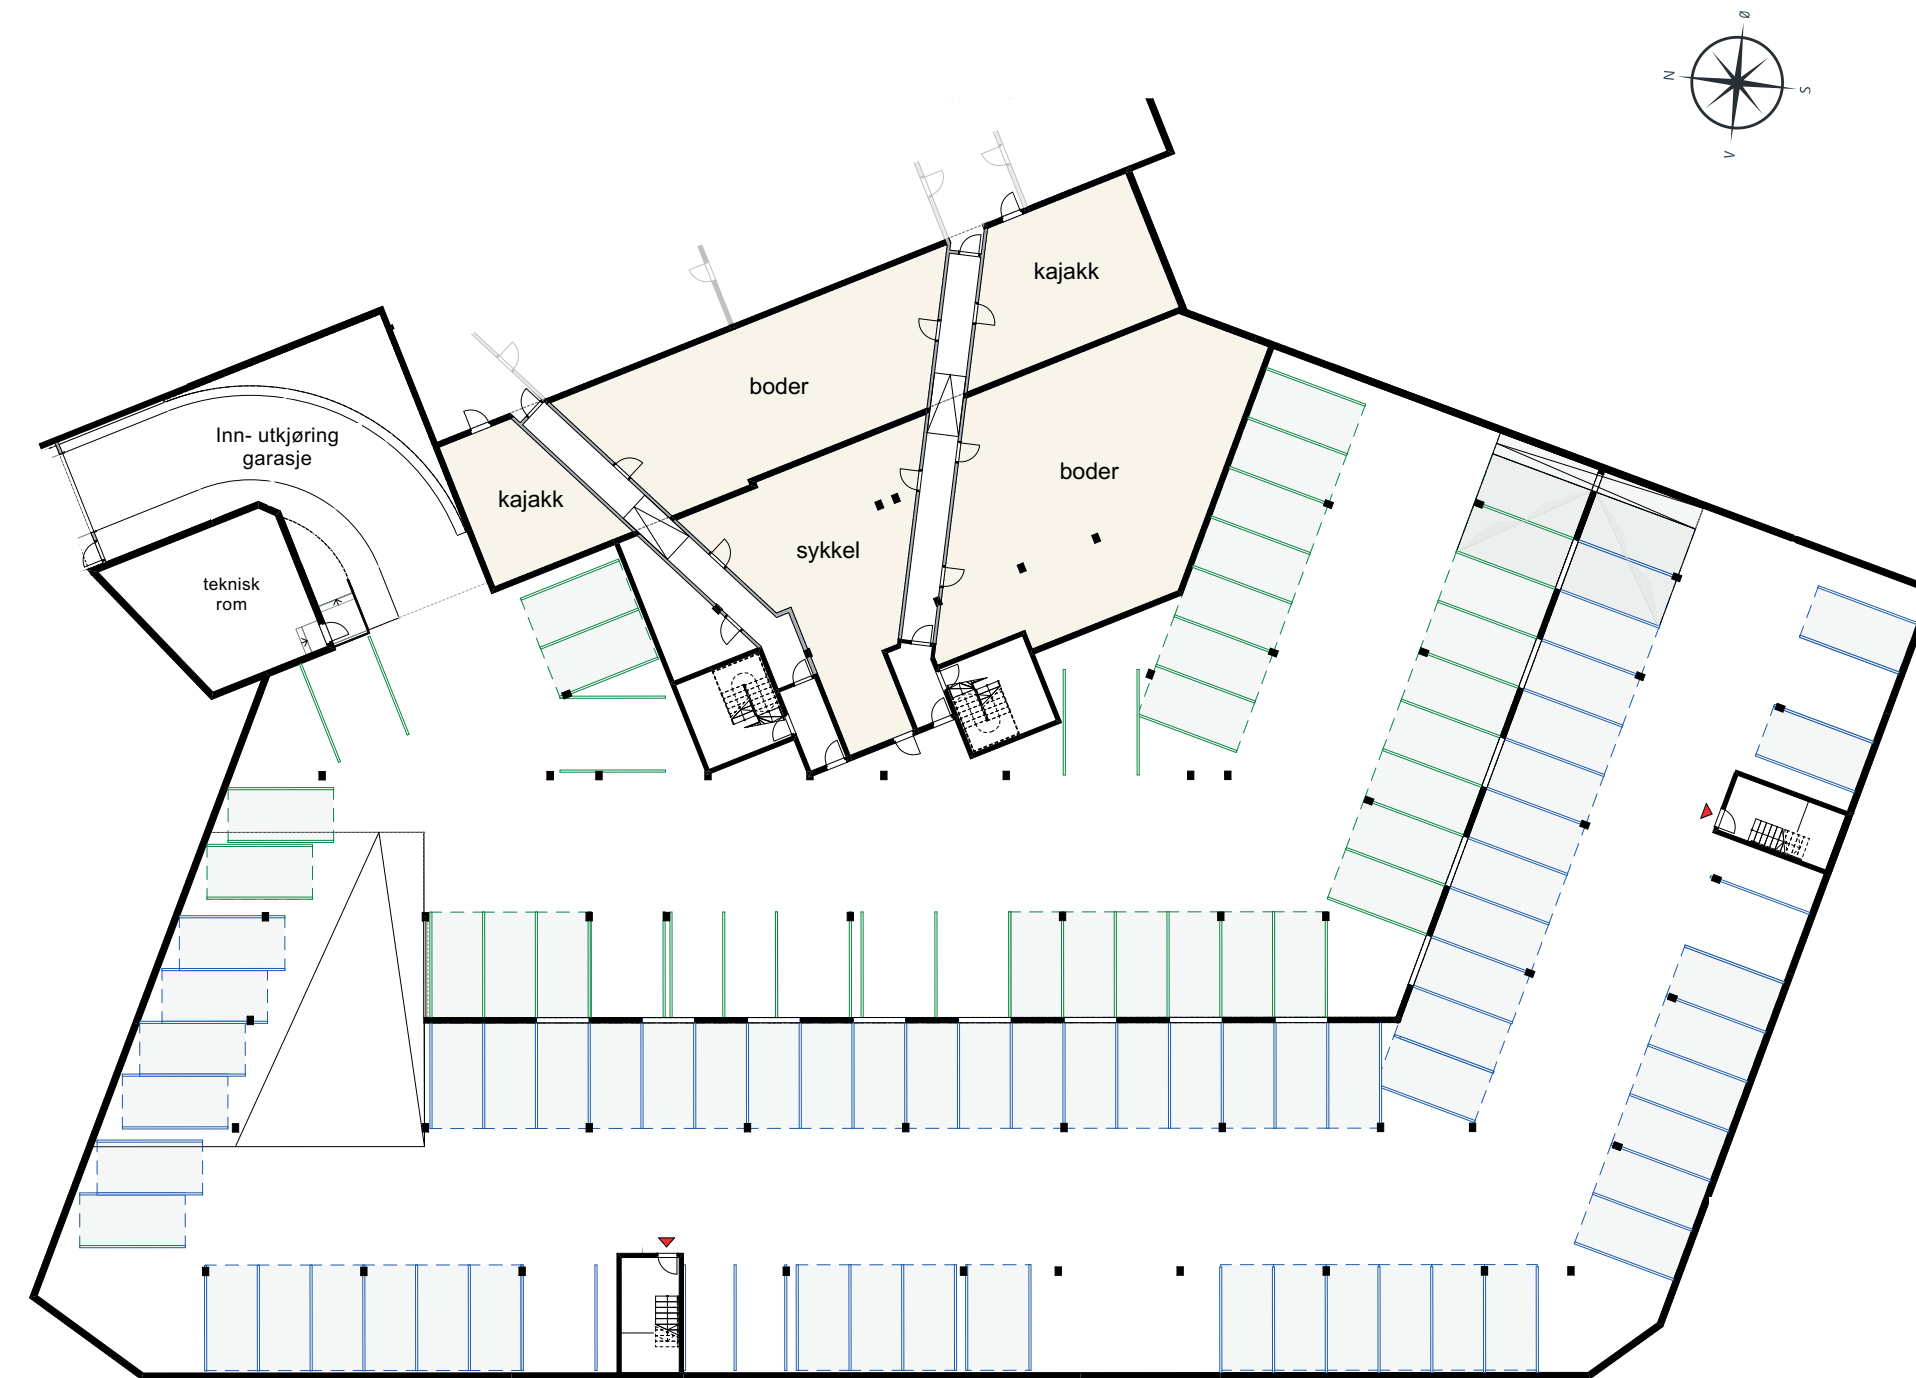 Ø
N
S
V
kajakk
boder
Inn- utkjøring
garasje
boder
kajakk
sykkel
teknisk
rom